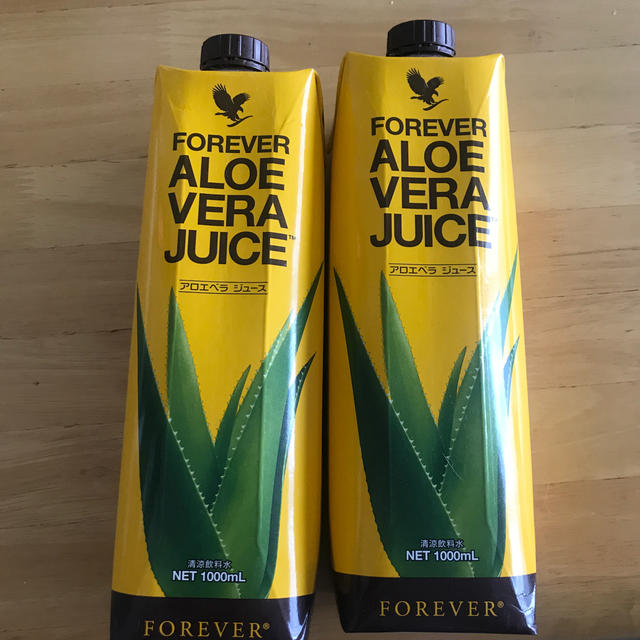 FOREVER
ALOE
VERA
JUICE™
アロエベラ ジュース
清涼飲料水
NET 1000mL
FOREVER®
FOREVER
ALOE
VERA
JUICE™
アロエベラ ジュース
清涼飲料水
NET 1000mL
FOREVER®